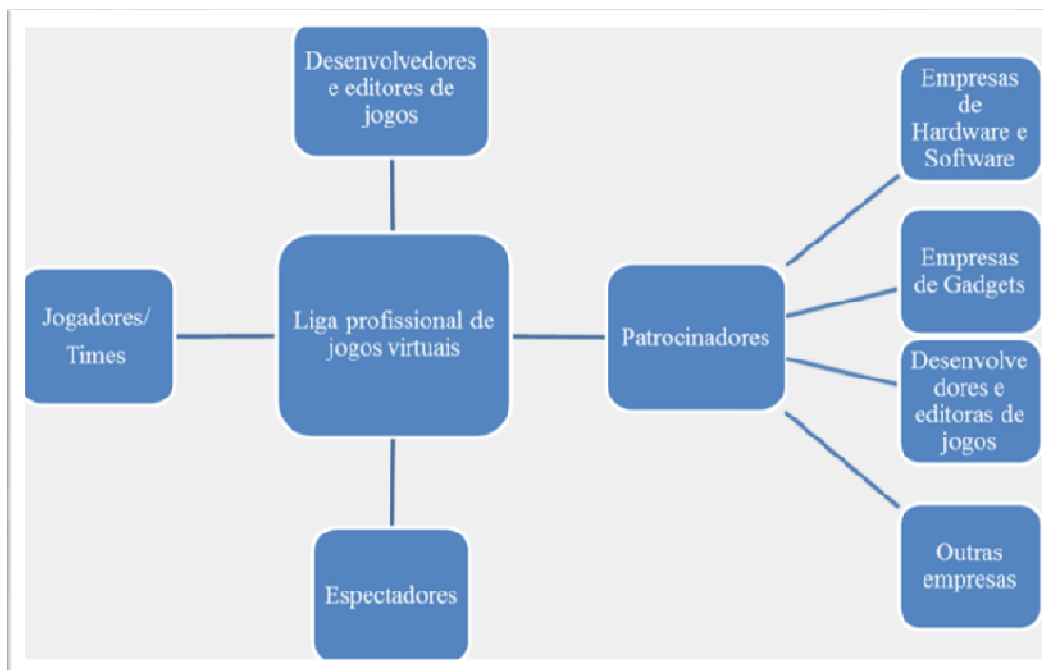 Desenvolvedores
e editores de
jogos
Empresas
de
Hardware e
Software
Empresas
de Gadgets
Jogadores/
Times
Liga profissional de
jogos virtuais
Patrocinadores
Desenvolve
dores e
editoras de
jogos
Espectadores
Outras
empresas